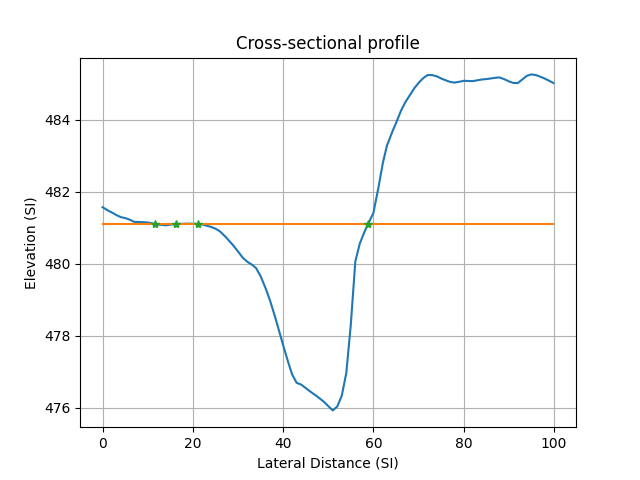 Cross-sectional profile
Elevation (SI)
484
482
480
478
476
0 20 40 60 80 100
Lateral Distance (SI)